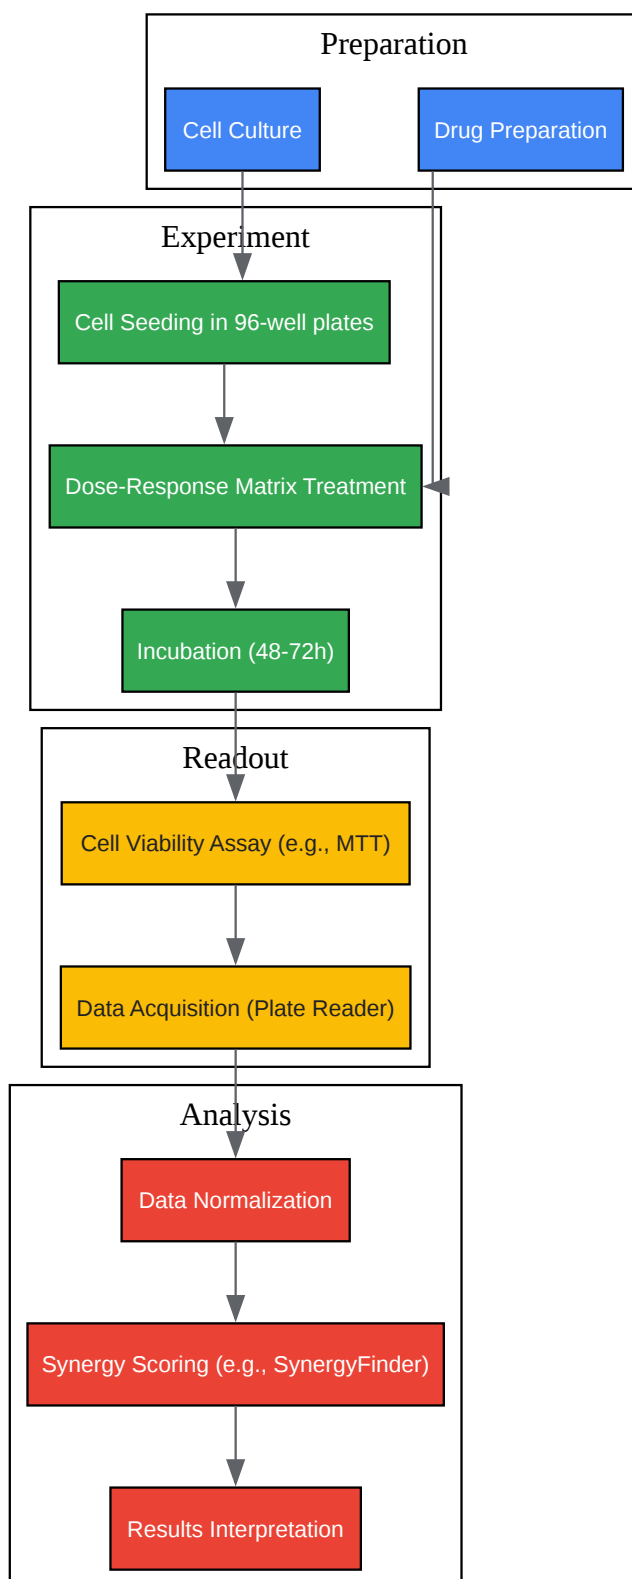 Preparation
Cell Culture
Drug Preparation
Experiment
Cell Seeding in 96-well plates
Dose-Response Matrix Treatment
Incubation (48-72h)
Readout
Cell Viability Assay (e.g., MTT)
Data Acquisition (Plate Reader)
Analysis
Data Normalization
Synergy Scoring (e.g., SynergyFinder)
Results Interpretation